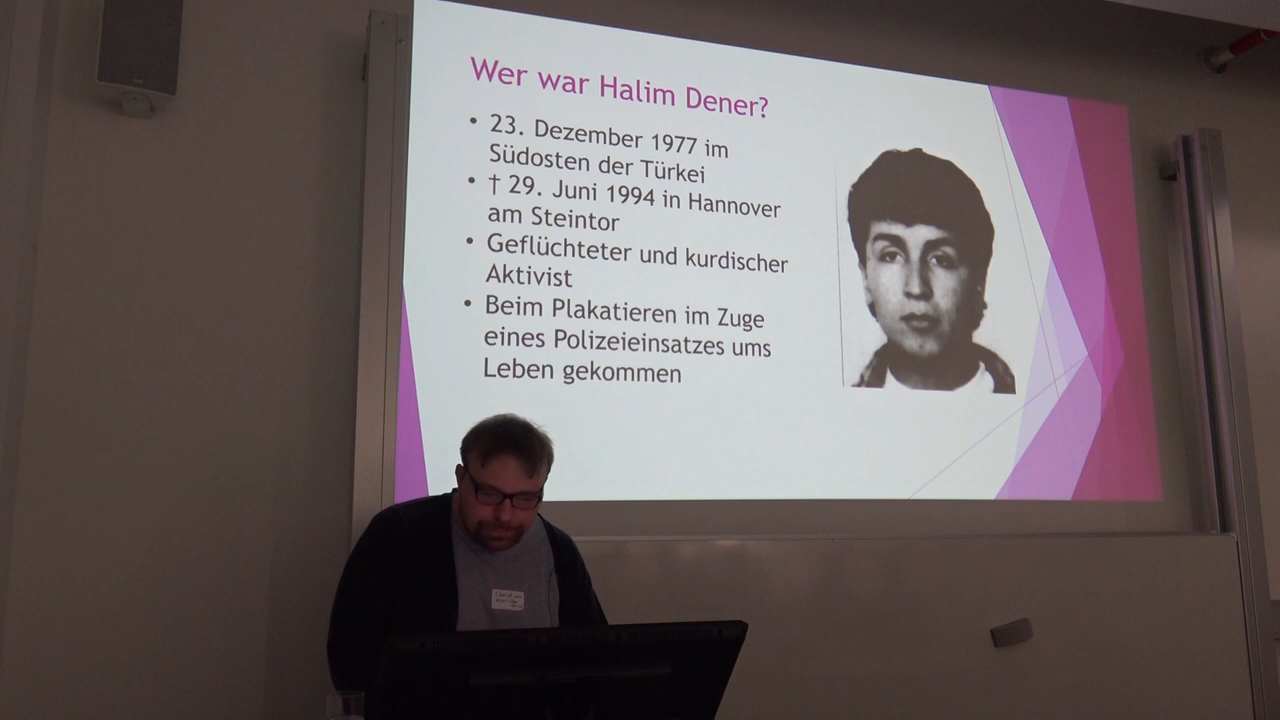 Wer war Halim Dener?
• 23. Dezember 1977 im
Südosten der Türkei
• † 29. Juni 1994 in Hannover
am Steintor
• Geflüchteter und kurdischer
Aktivist
• Beim Plakatieren im Zuge
eines Polizeieinsatzes ums
Leben gekommen